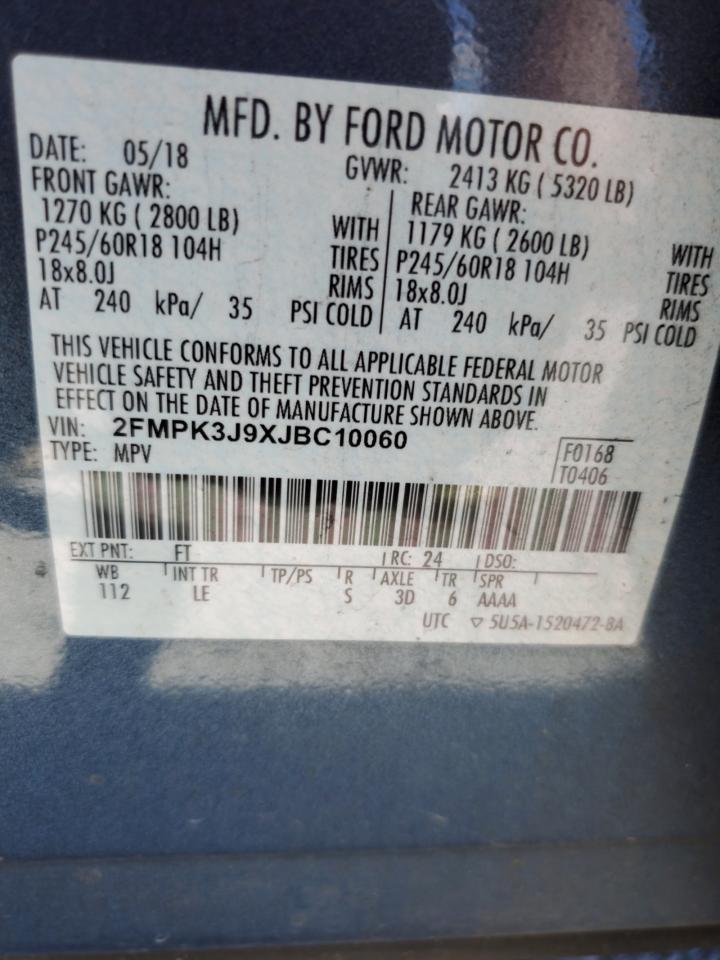 MFD. BY FORD MOTOR CO.
DATE: 05/18 GVWR: 2413 KG ( 5320 LB)
FRONT GAWR: REAR GAWR:
1270 KG ( 2800 LB) WITH 1179 KG ( 2600 LB) WITH
P245/60R18 104H TIRES P245/60R18 104H TIRES
18x8.0J RIMS 18x8.0J RIMS
AT 240 kPa/ 35 PSI COLD AT 240 kPa/ 35 PSI COLD
THIS VEHICLE CONFORMS TO ALL APPLICABLE FEDERAL MOTOR
VEHICLE SAFETY AND THEFT PREVENTION STANDARDS IN
EFFECT ON THE DATE OF MANUFACTURE SHOWN ABOVE.
VIN: 2FMPK3J9XJBC10060
TYPE: MPV F0168
T0406
EXT PNT: FT RC: 24 DSO:
WB INT TR TP/PS R AXLE TR SPR
112 LE S 3D 6 AAAA
UTC ▽ 5U5A-1520472-BA